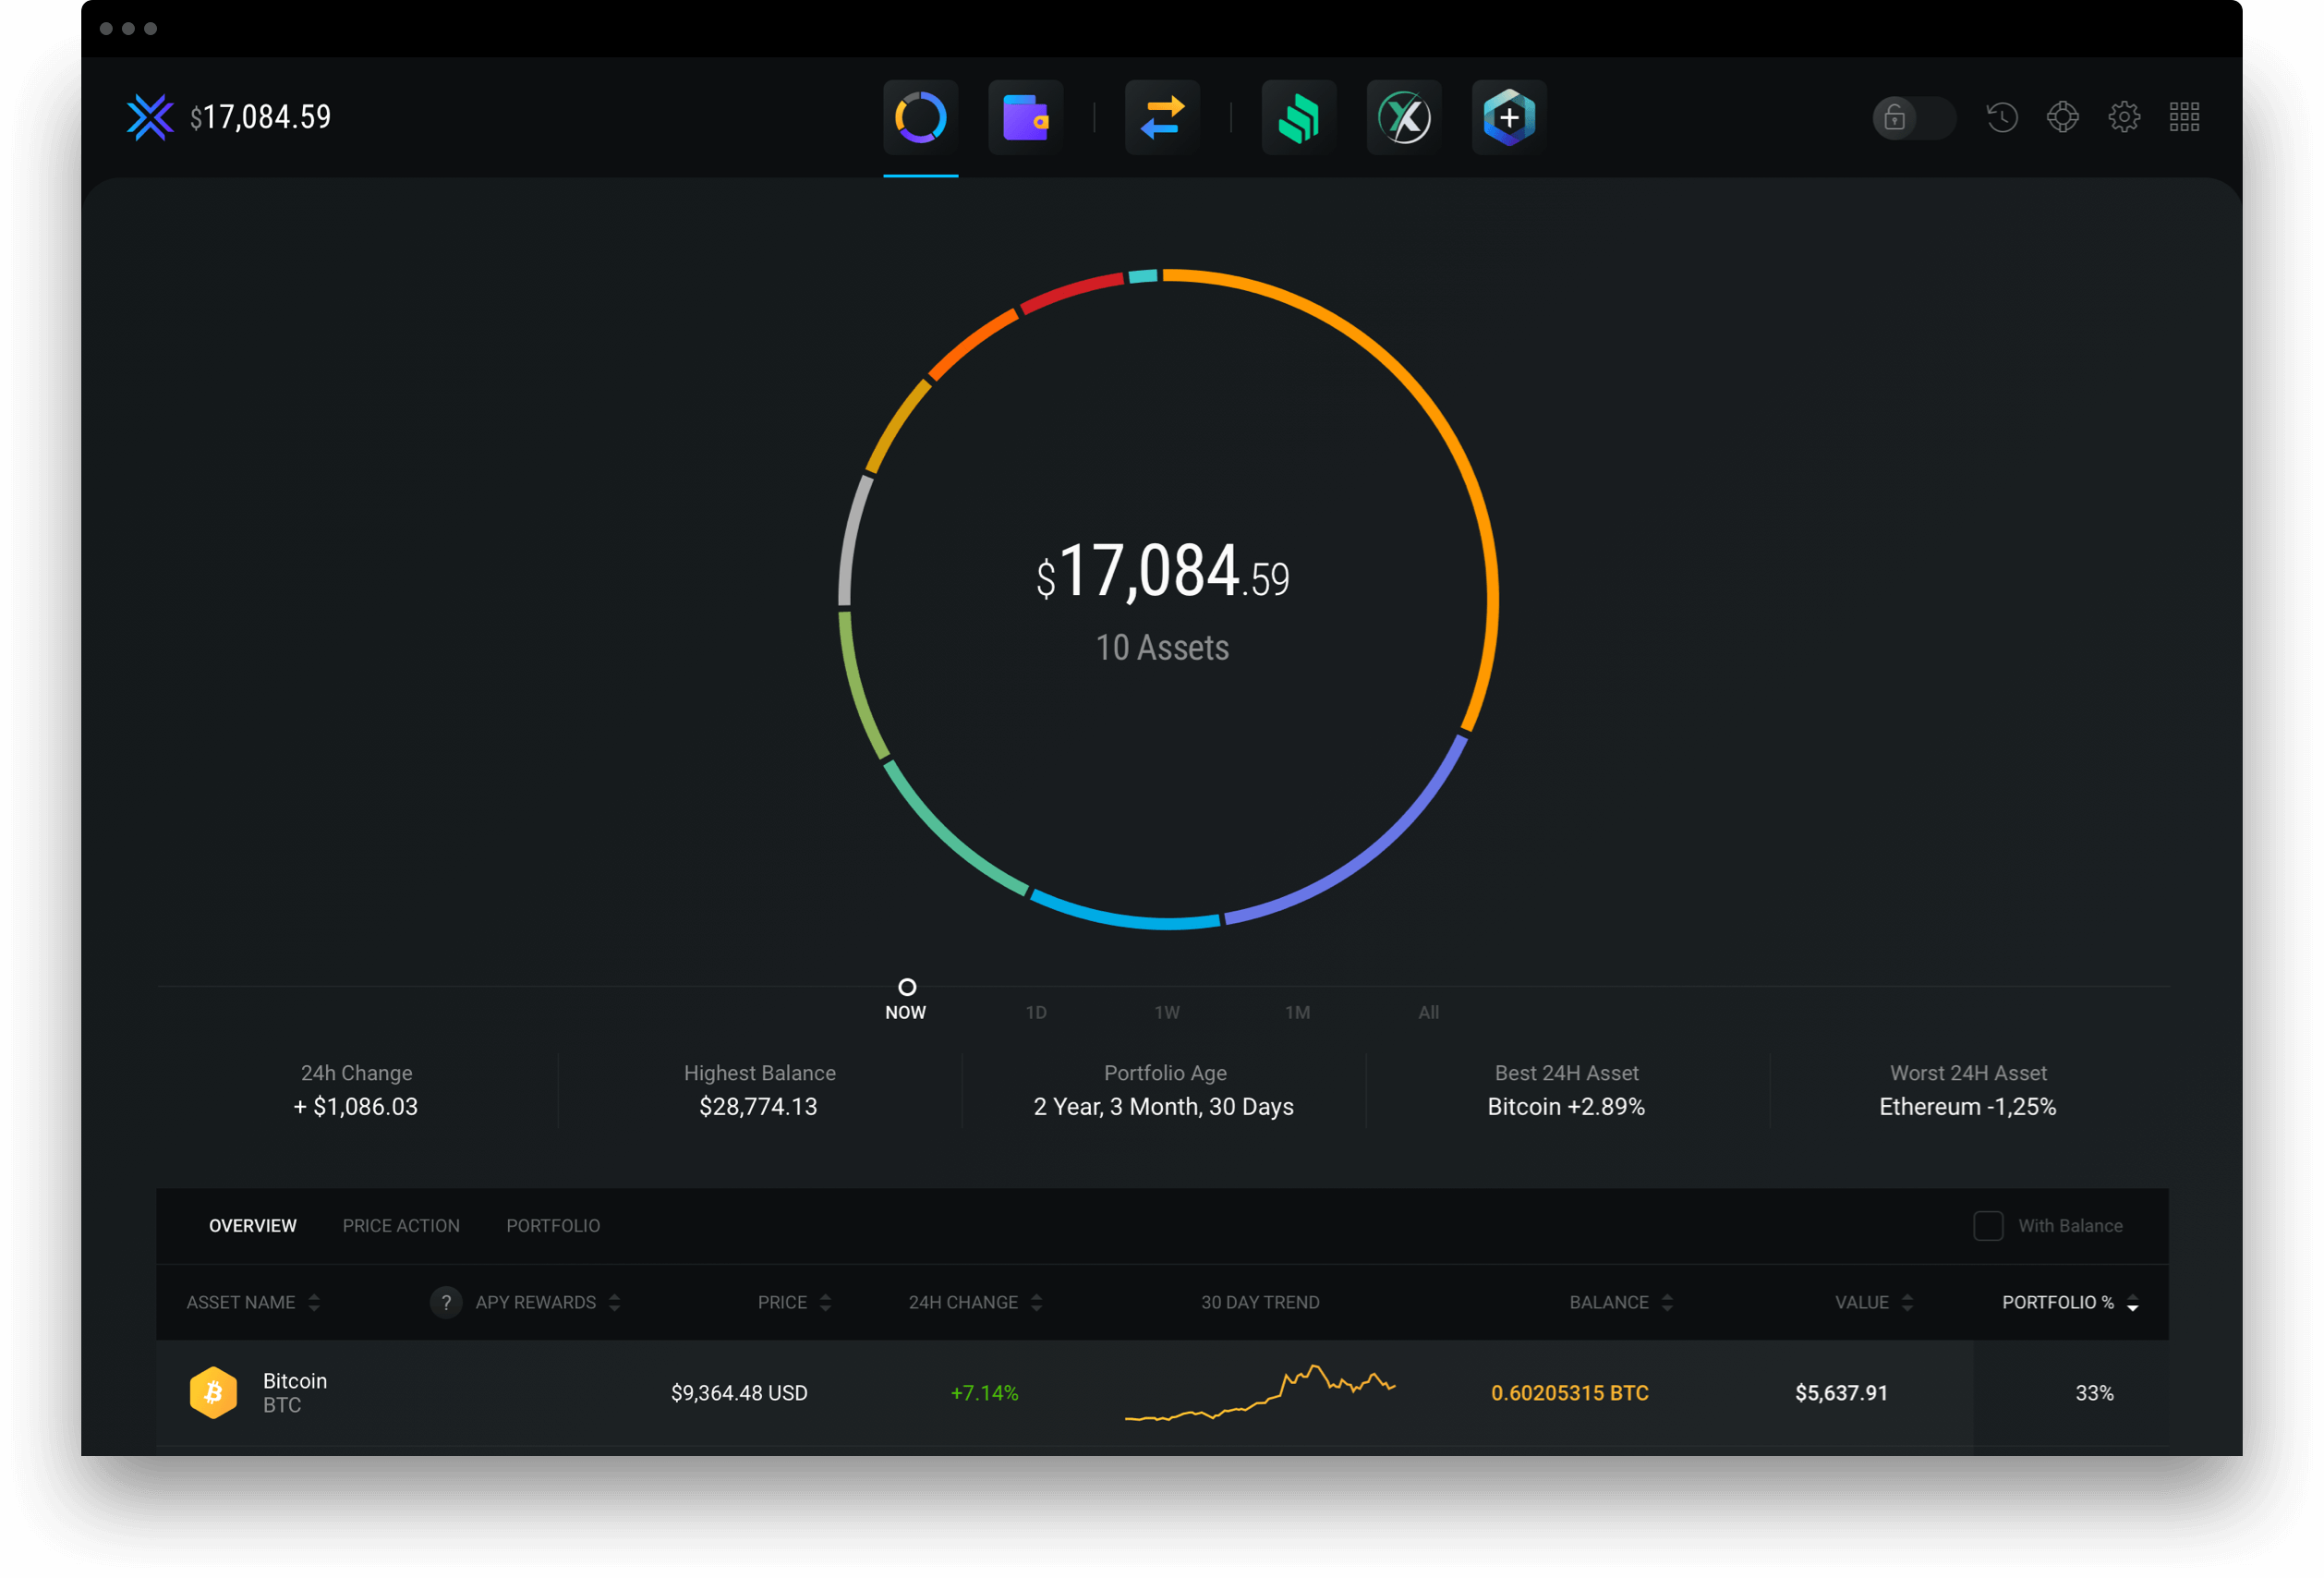 $17,084.59
$17,084.59
10 Assets
NOW 1D 1W 1M All
24h Change Highest Balance Portfolio Age Best 24H Asset Worst 24H Asset
+ $1,086.03 $28,774.13 2 Year, 3 Month, 30 Days Bitcoin +2.89% Ethereum -1,25%
OVERVIEW PRICE ACTION PORTFOLIO With Balance
ASSET NAME ? APY REWARDS PRICE 24H CHANGE 30 DAY TREND BALANCE VALUE PORTFOLIO %
Bitcoin
BTC
$9,364.48 USD +7.14% 0.60205315 BTC $5,637.91 33%